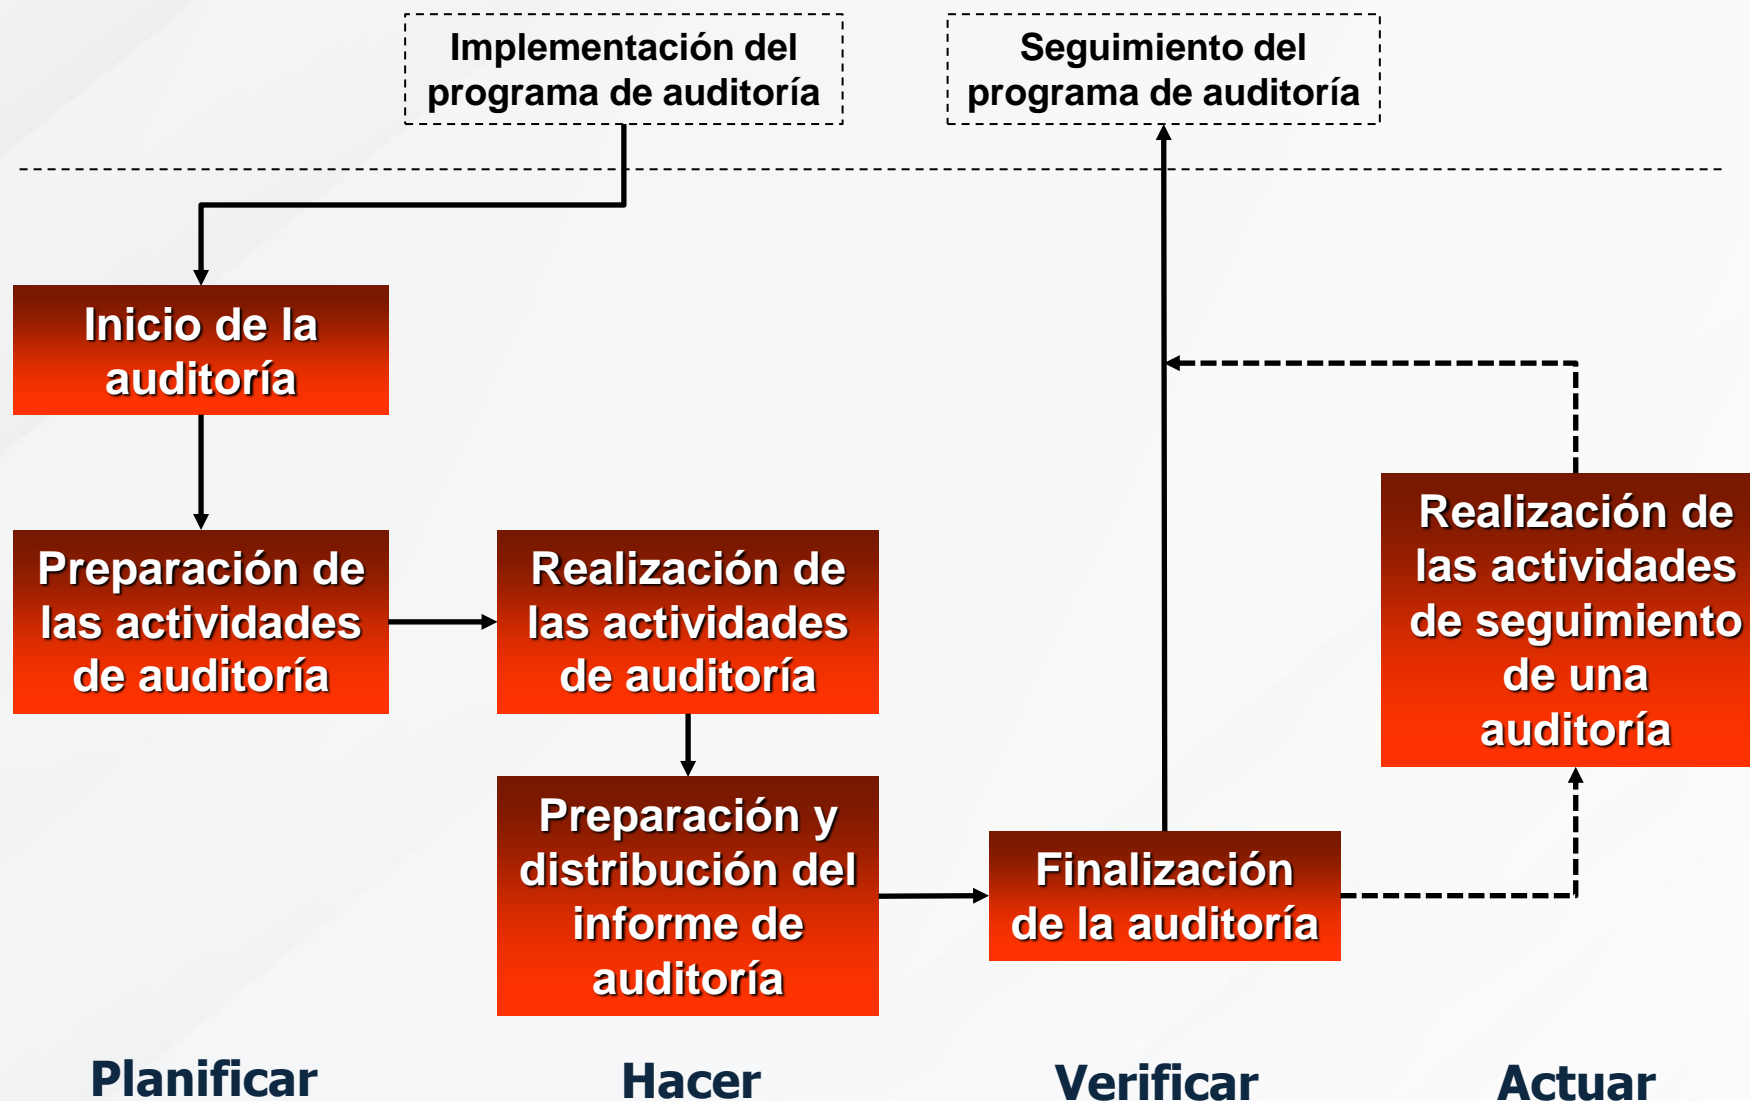 Implementación del
programa de auditoría
Seguimiento del
programa de auditoría
Inicio de la
auditoría
Preparación de
las actividades
de auditoría
Realización de
las actividades
de auditoría
Preparación y
distribución del
informe de
auditoría
Finalización
de la auditoría
Realización de
las actividades
de seguimiento
de una
auditoría
Planificar
Hacer
Verificar
Actuar